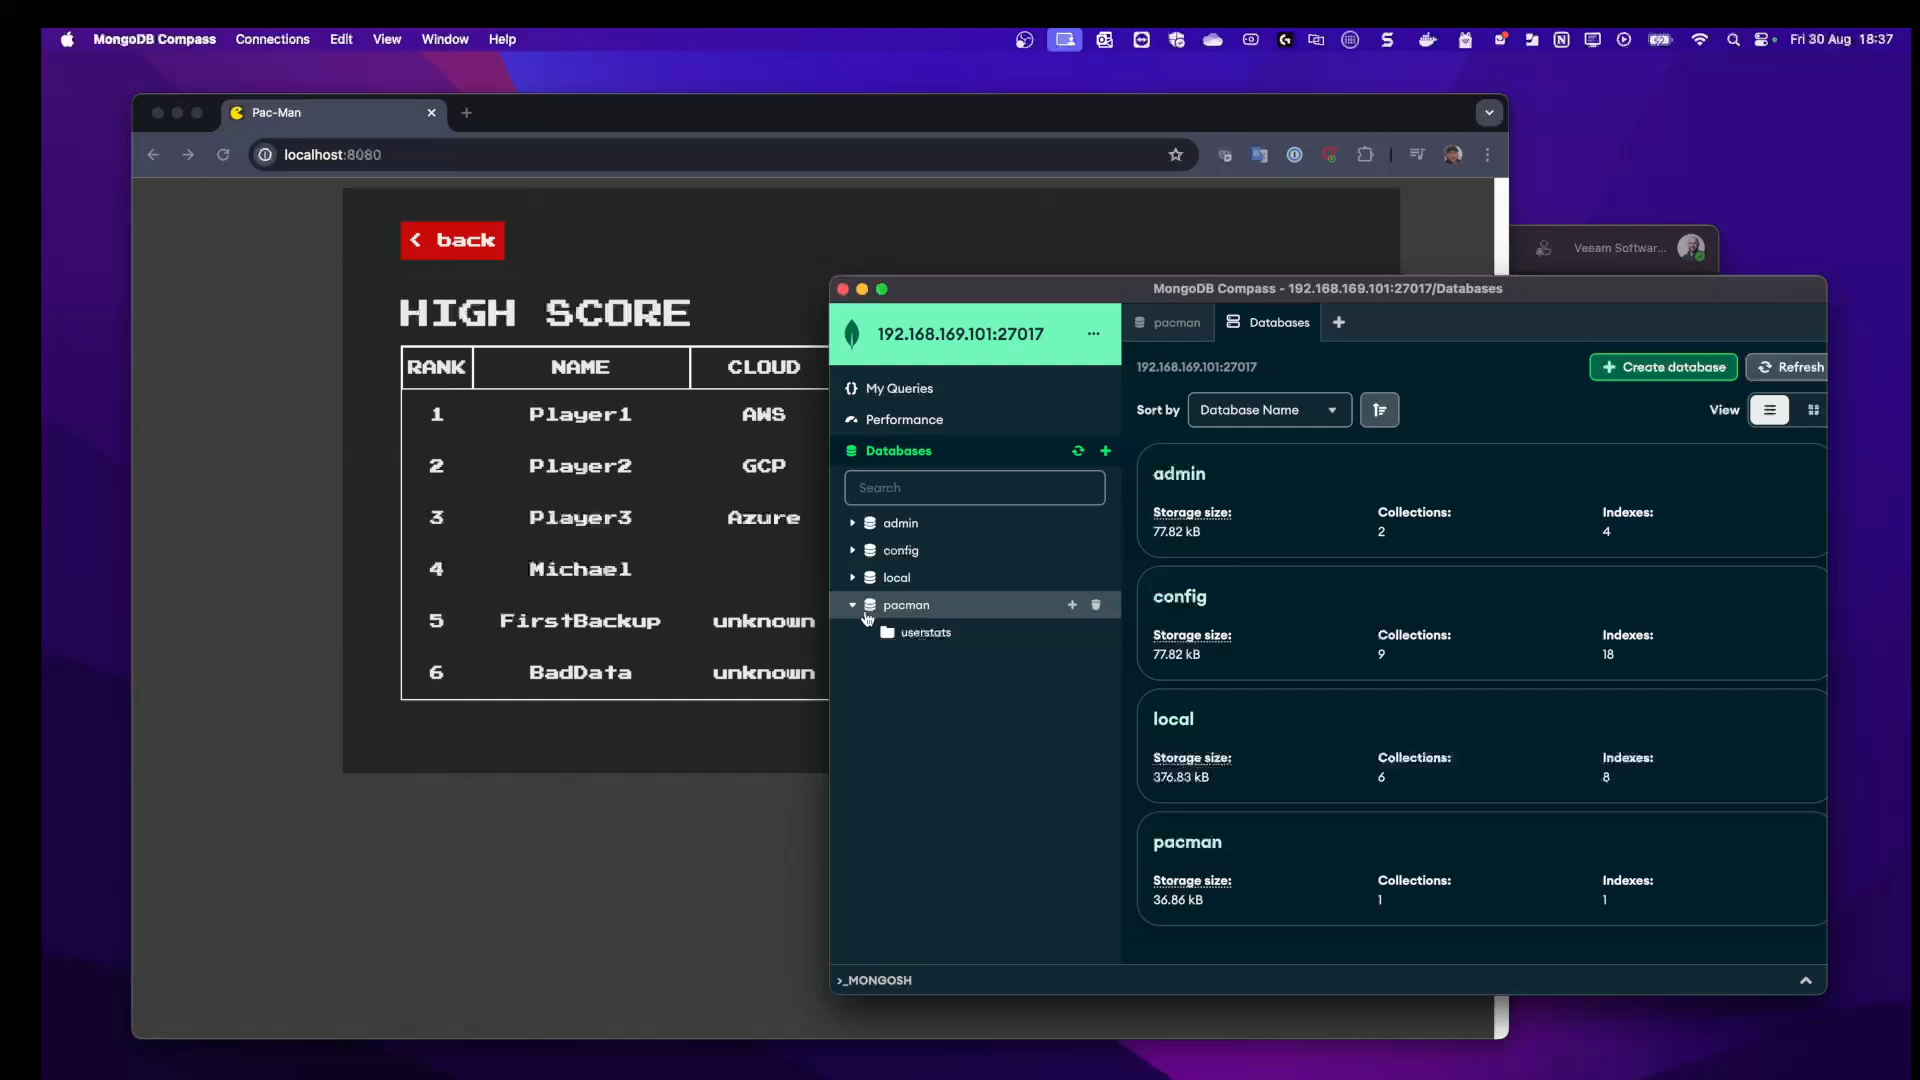 MongoDB Compass Connections Edit View Window Help
Fri 30 Aug 18:37
Pac-Man
localhost:8080
< back
HIGH SCORE
RANK NAME CLOUD
1 Player1 AWS
2 Player2 GCP
3 Player3 Azure
4 Michael
5 FirstBackup unknown
6 BadData unknown
Veeam Softwar...
MongoDB Compass - 192.168.169.101:27017/Databases
192.168.169.101:27017 ...
{} My Queries
Performance
Databases
Search
admin
config
local
pacman
userstats
pacman Databases
192.168.169.101:27017
Create database Refresh
Sort by Database Name View
admin
Storage size: Collections: Indexes:
77.82 kB 2 4
config
Storage size: Collections: Indexes:
77.82 kB 9 18
local
Storage size: Collections: Indexes:
376.83 kB 6 8
pacman
Storage size: Collections: Indexes:
36.86 kB 1 1
>_MONGOSH